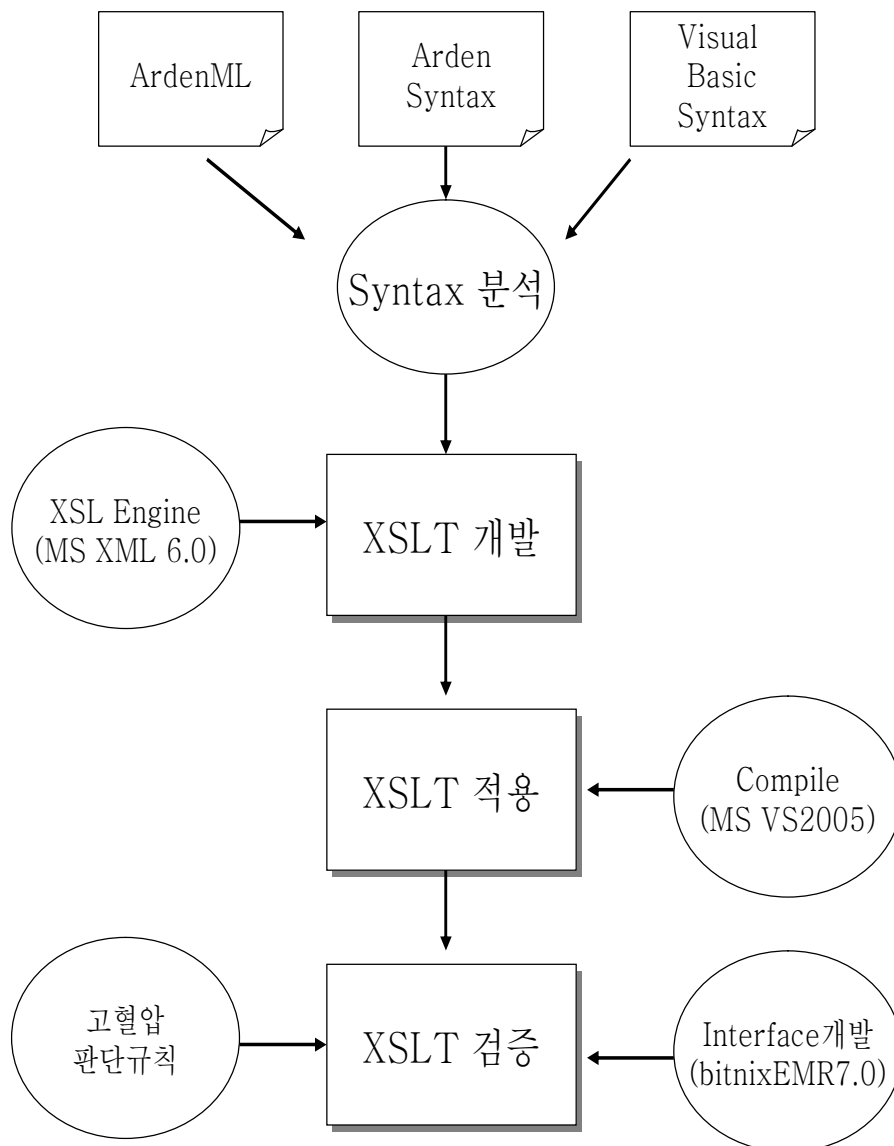 ArdenML
Arden
Syntax
Visual
Basic
Syntax
Syntax 분석
XSL Engine
(MS XML 6.0)
XSLT 개발
XSLT 적용
Compile
(MS VS2005)
고혈압
판단규칙
XSLT 검증
Interface개발
(bitnixEMR7.0)